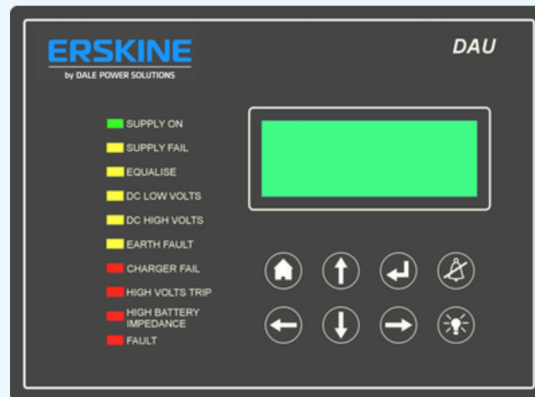 ERSKINE
by DALE POWER SOLUTIONS
DAU
SUPPLY ON
SUPPLY FAIL
EQUALISE
DC LOW VOLTS
DC HIGH VOLTS
EARTH FAULT
CHARGER FAIL
HIGH VOLTS TRIP
HIGH BATTERY
IMPEDANCE
FAULT